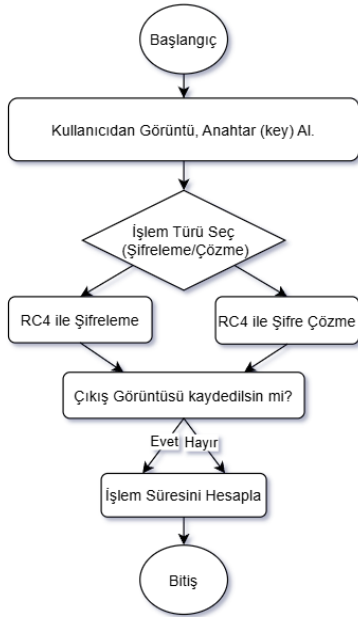 Başlangıç
Kullanıcıdan Görüntü, Anahtar (key) Al.
İşlem Türü Seç
(Şifreleme/Çözme)
RC4 ile Şifreleme
RC4 ile Şifre Çözme
Çıkış Görüntüsü kaydedilsin mi?
Evet
Hayır
İşlem Süresini Hesapla
Bitiş